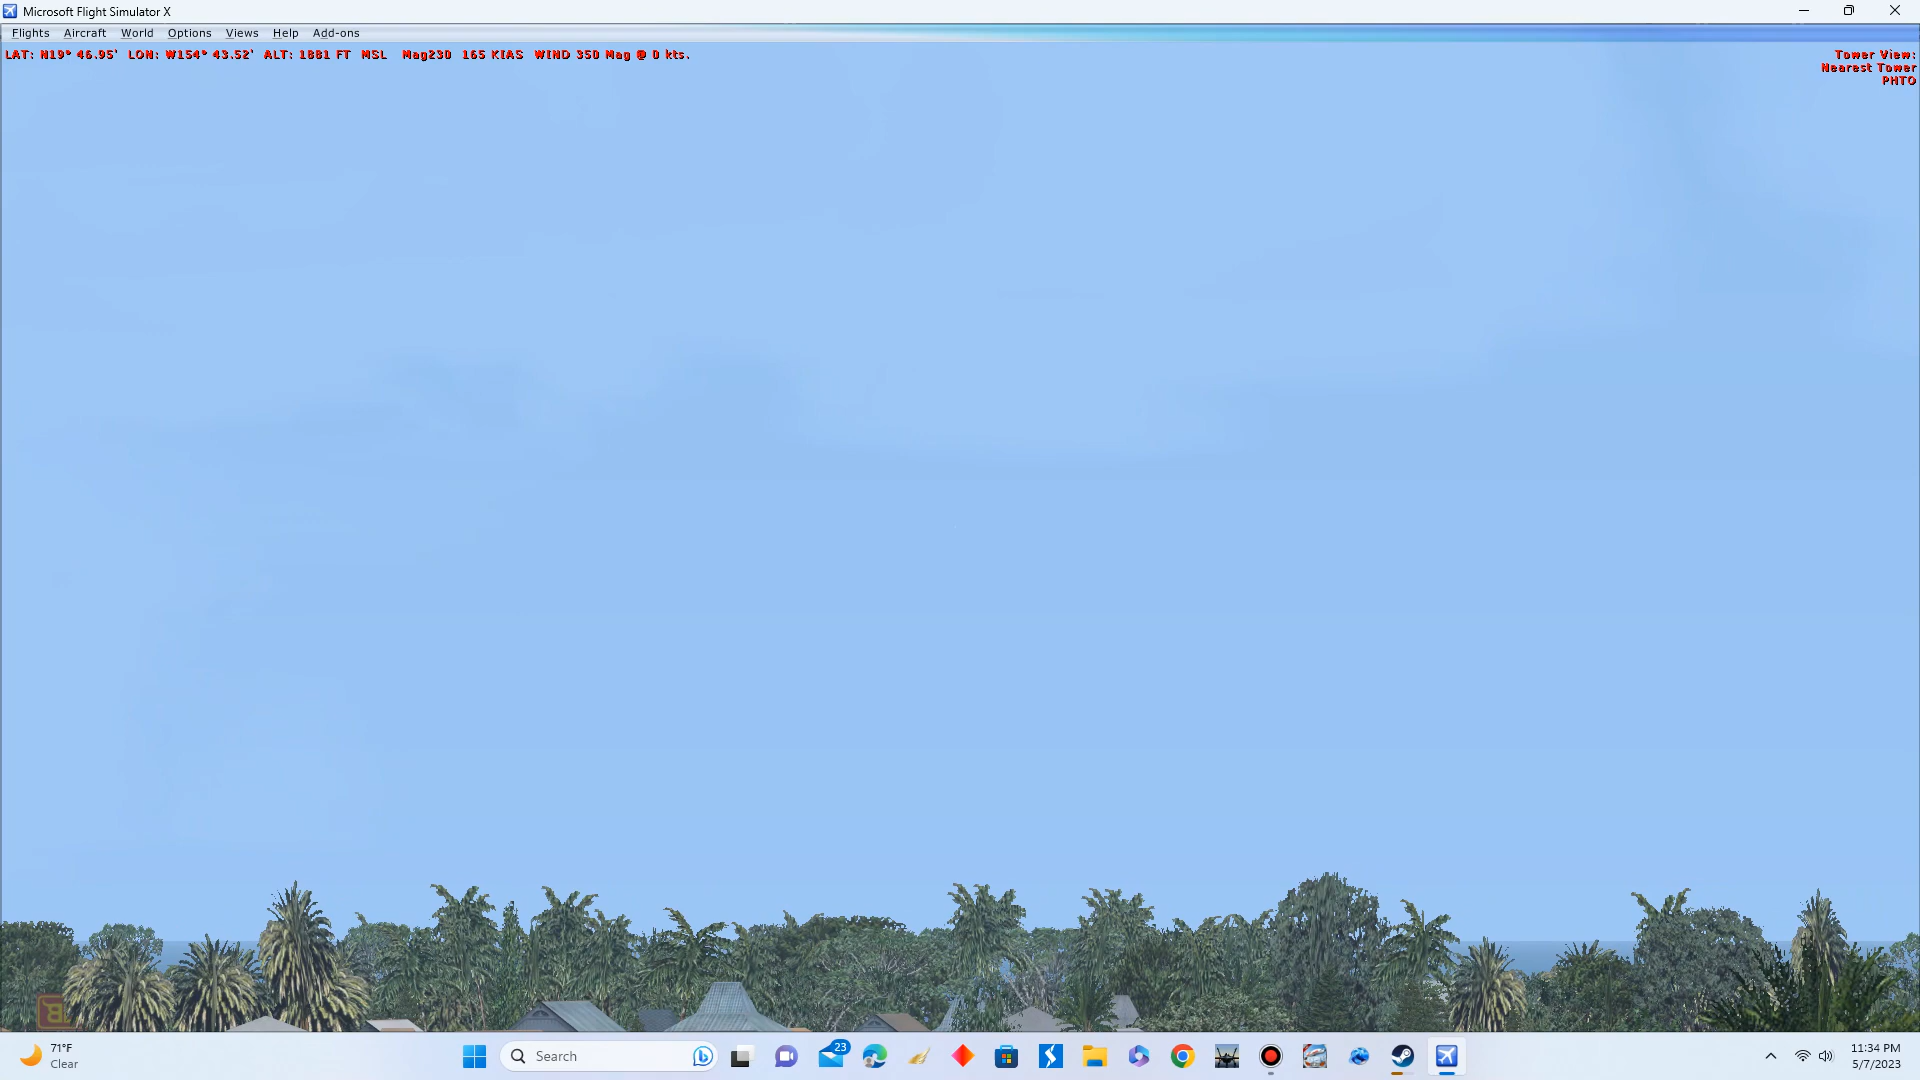 Microsoft Flight Simulator X
Flights Aircraft World Options Views Help Add-ons
LAT: N19° 46.95' LON: W154° 43.52' ALT: 1881 FT MSL Mag230 165 KIAS WIND 350 Mag @ 0 kts.
Tower View:
Nearest Tower
PHTO
71°F
Clear
Search
23
11:34 PM
5/7/2023